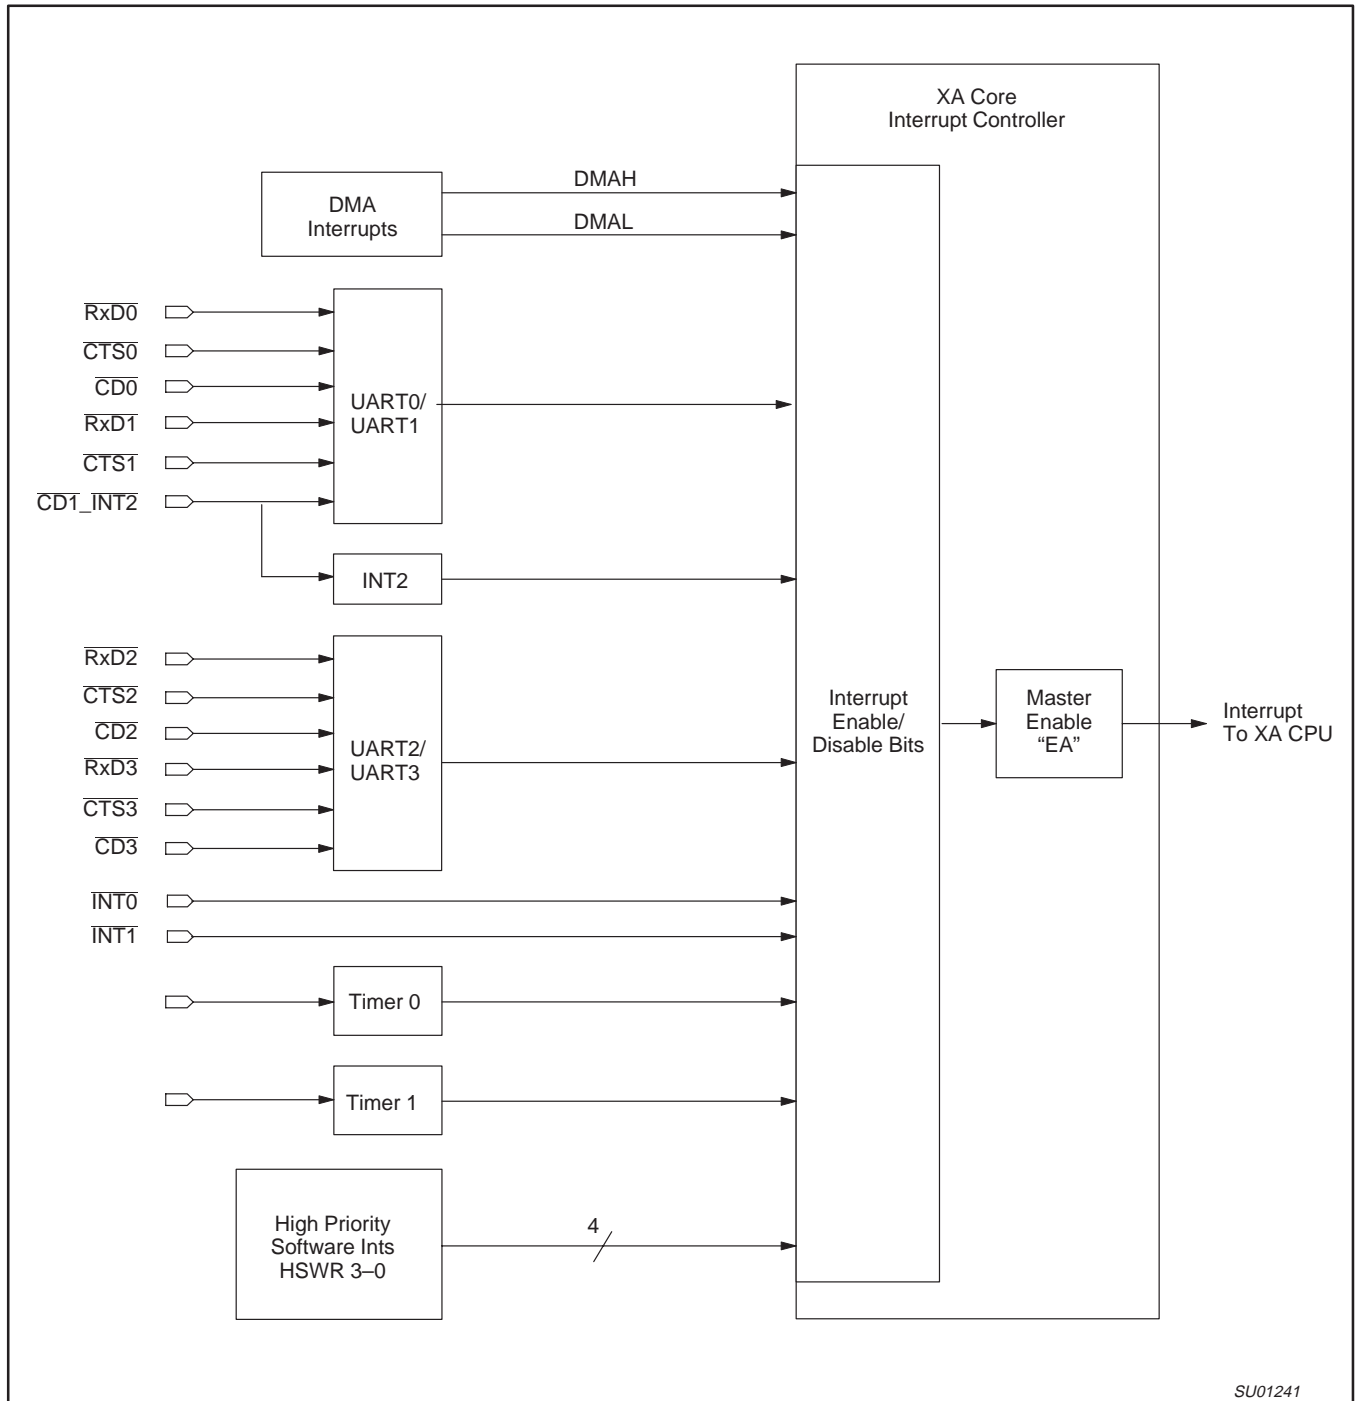 XA Core
Interrupt Controller
DMA
Interrupts
DMAH
DMAL
RxD0
CTS0
CD0
RxD1
CTS1
CD1_INT2
UART0/
UART1
INT2
RxD2
CTS2
CD2
RxD3
CTS3
CD3
UART2/
UART3
Interrupt
Enable/
Disable Bits
Master
Enable
“EA”
Interrupt
To XA CPU
INT0
INT1
Timer 0
Timer 1
High Priority
Software Ints
HSWR 3–0
4
SU01241